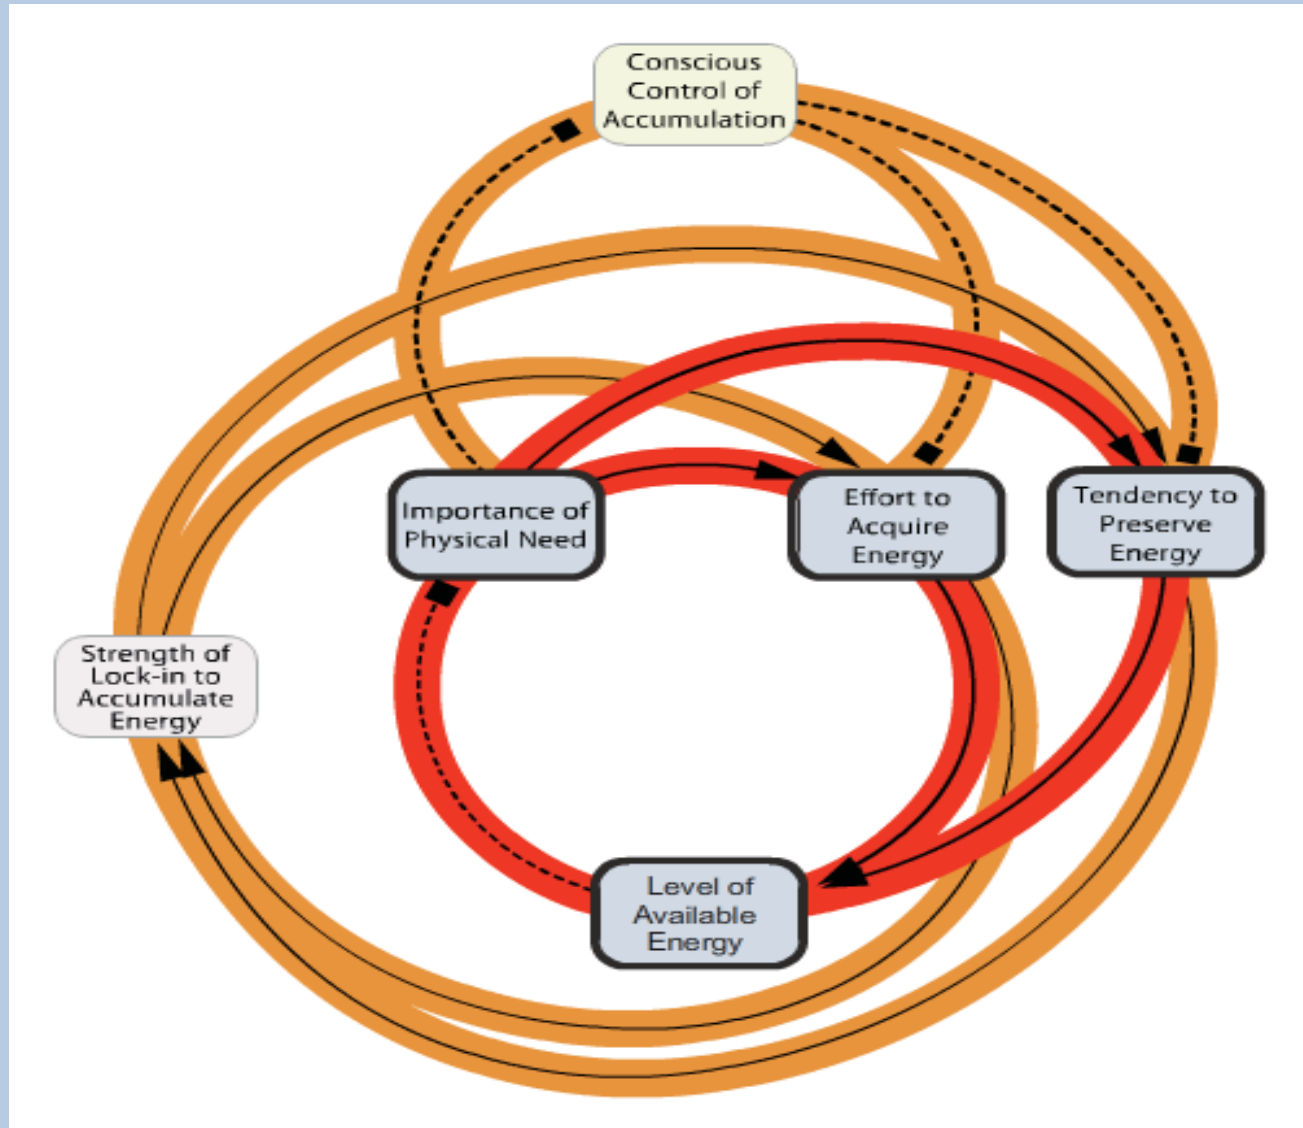 Conscious
Control of
Accumulation
Importance of
Physical Need
Effort to
Acquire
Energy
Tendency to
Preserve
Energy
Strength of
Lock-in to
Accumulate
Energy
Level of
Available
Energy